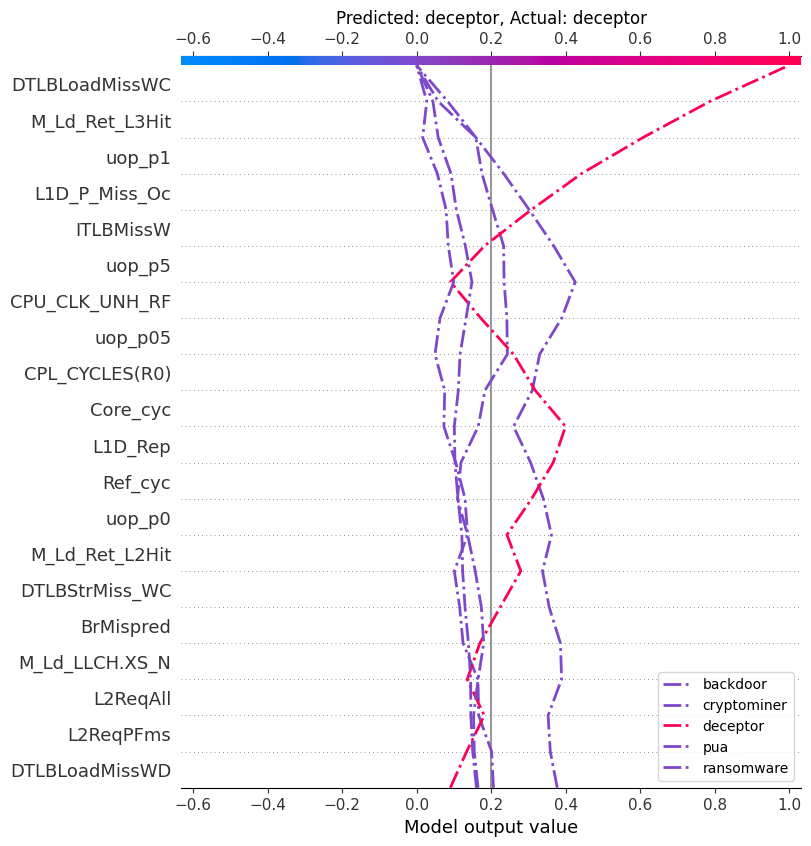 Predicted: deceptor, Actual: deceptor
−0.6 −0.4 −0.2 0.0 0.2 0.4 0.6 0.8 1.0
DTLBLoadMissWC
M_Ld_Ret_L3Hit
uop_p1
L1D_P_Miss_Oc
ITLBMissW
uop_p5
CPU_CLK_UNH_RF
uop_p05
CPL_CYCLES(R0)
Core_cyc
L1D_Rep
Ref_cyc
uop_p0
M_Ld_Ret_L2Hit
DTLBStrMiss_WC
BrMispred
M_Ld_LLCH.XS_N
L2ReqAll
L2ReqPFms
DTLBLoadMissWD
backdoor
cryptominer
deceptor
pua
ransomware
−0.6 −0.4 −0.2 0.0 0.2 0.4 0.6 0.8 1.0
Model output value